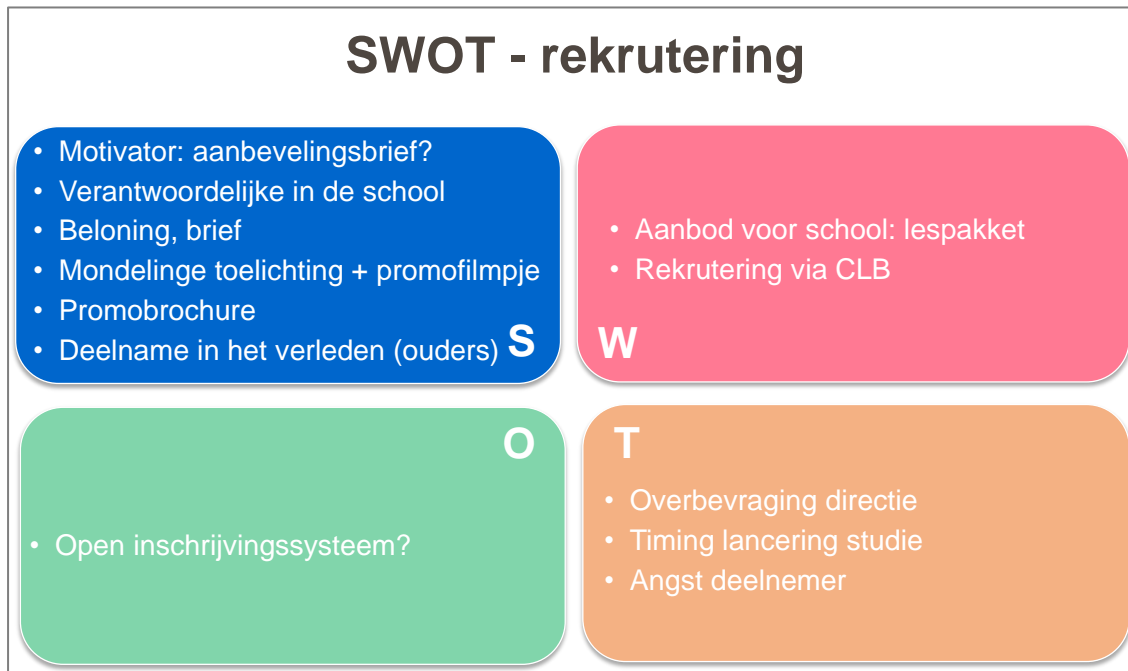 SWOT - rekrutering
• Motivator: aanbevelingsbrief?
• Verantwoordelijke in de school
• Beloning, brief
• Mondelinge toelichting + promofilmpje
• Promobrochure
• Deelname in het verleden (ouders)
S
• Aanbod voor school: lespakket
• Rekrutering via CLB
W
O
• Open inschrijvingssysteem?
T
• Overbevraging directie
• Timing lancering studie
• Angst deelnemer